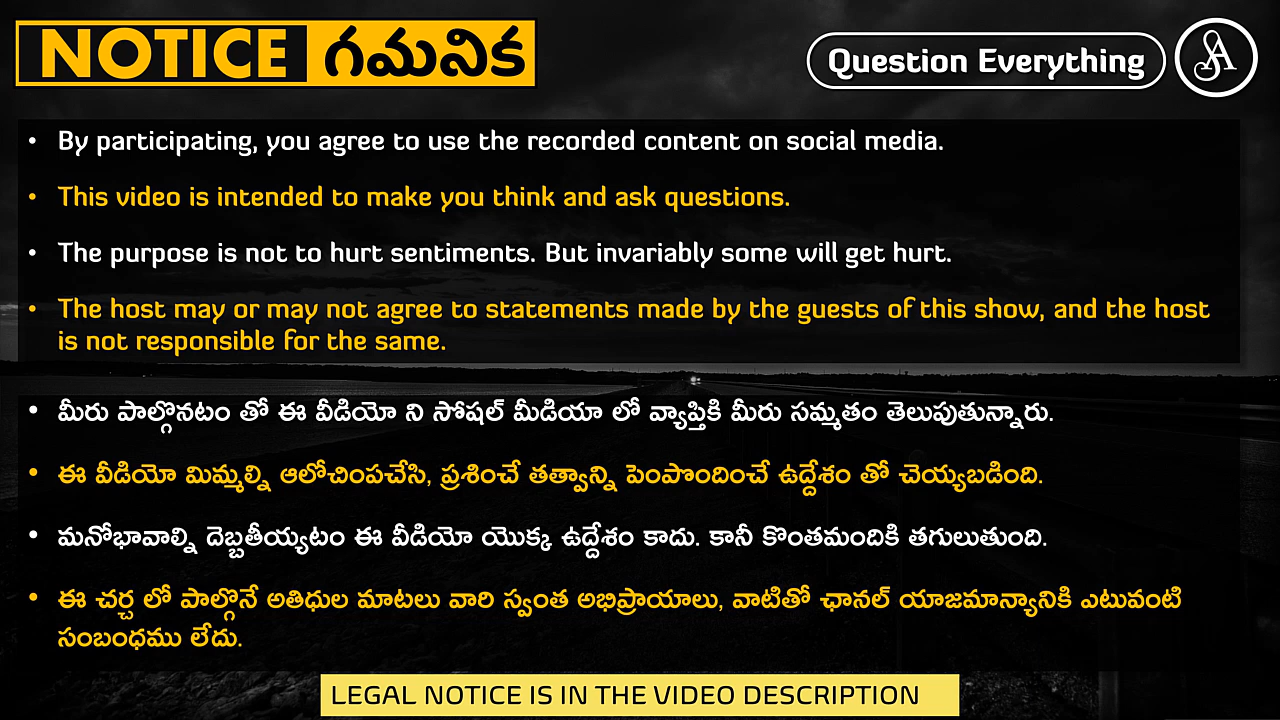 NOTICE గమనిక
Question Everything
• By participating, you agree to use the recorded content on social media.
• This video is intended to make you think and ask questions.
• The purpose is not to hurt sentiments. But invariably some will get hurt.
• The host may or may not agree to statements made by the guests of this show, and the host
is not responsible for the same.
• మీరు పాల్గొనటం తో ఈ వీడియో ని సోషల్ మీడియా లో వ్యాప్తికి మీరు సమ్మతం తెలుపుతున్నారు.
• ఈ వీడియో మిమ్మల్ని ఆలోచింపచేసి, ప్రశించే తత్వాన్ని పెంపొందించే ఉద్దేశం తో చెయ్యబడింది.
• మనోభావాల్ని దెబ్బతీయ్యటం ఈ వీడియో యొక్క ఉద్దేశం కాదు. కానీ కొంతమందికి తగులుతుంది.
• ఈ చర్చ లో పాల్గొనే అతిధుల మాటలు వారి స్వంత అభిప్రాయాలు, వాటితో ఛానల్ యాజమాన్యానికి ఎటువంటి
సంబంధము లేదు.
LEGAL NOTICE IS IN THE VIDEO DESCRIPTION